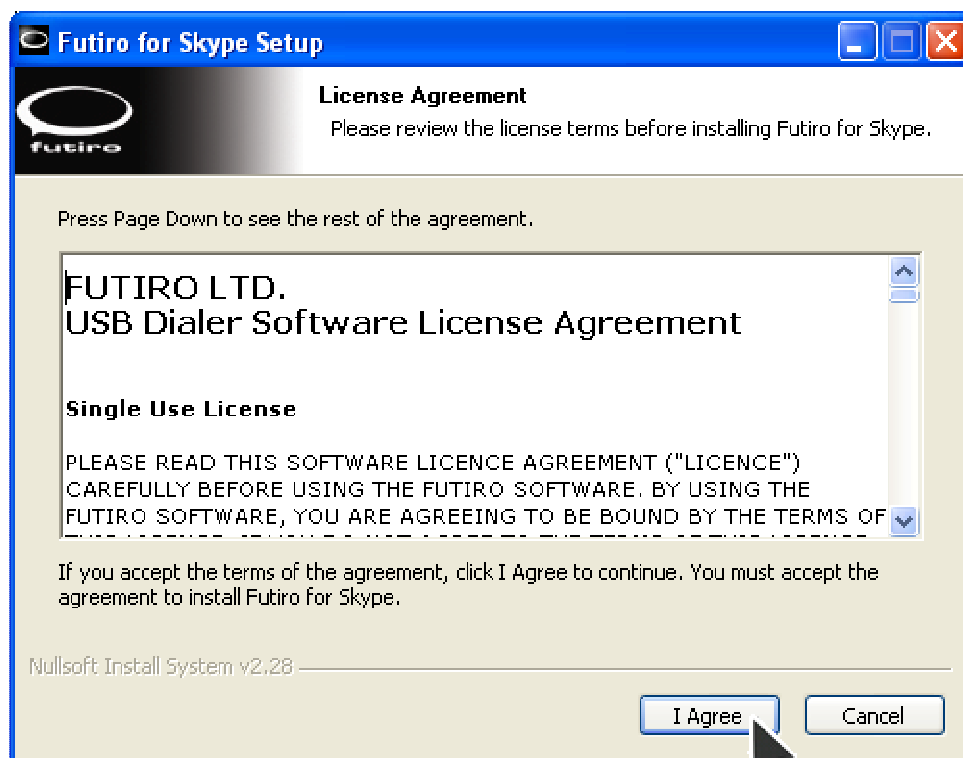 Futiro for Skype Setup
futiro
License Agreement
Please review the license terms before installing Futiro for Skype.
Press Page Down to see the rest of the agreement.
FUTIRO LTD.
USB Dialer Software License Agreement
Single Use License
PLEASE READ THIS SOFTWARE LICENCE AGREEMENT ("LICENCE")
CAREFULLY BEFORE USING THE FUTIRO SOFTWARE. BY USING THE
FUTIRO SOFTWARE, YOU ARE AGREEING TO BE BOUND BY THE TERMS OF
If you accept the terms of the agreement, click I Agree to continue. You must accept the
agreement to install Futiro for Skype.
Nullsoft Install System v2.28
I Agree
Cancel